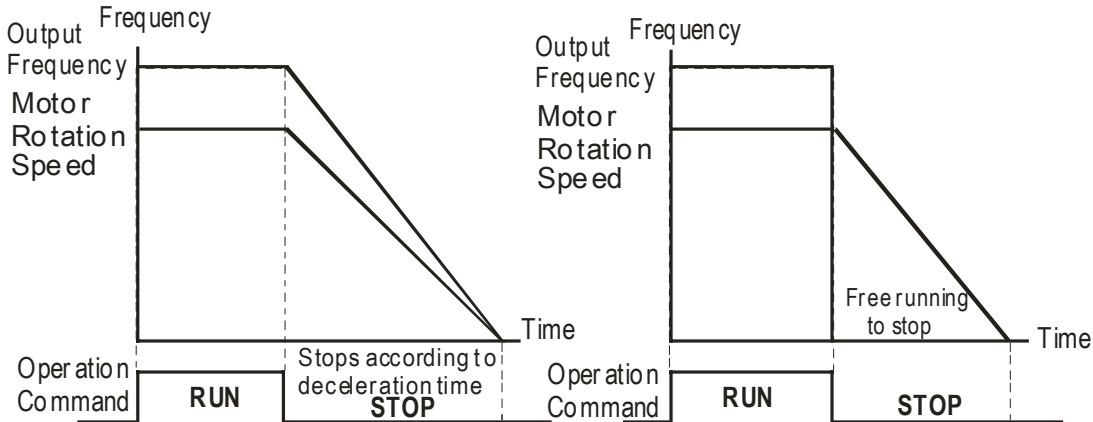 Frequency
Output
Frequency
Motor
Rotation
Speed
Time
Stops according to
deceleration time
Operation
Command
RUN
STOP
Frequency
Output
Frequency
Motor
Rotation
Speed
Free running
to stop
Time
Operation
Command
RUN
STOP